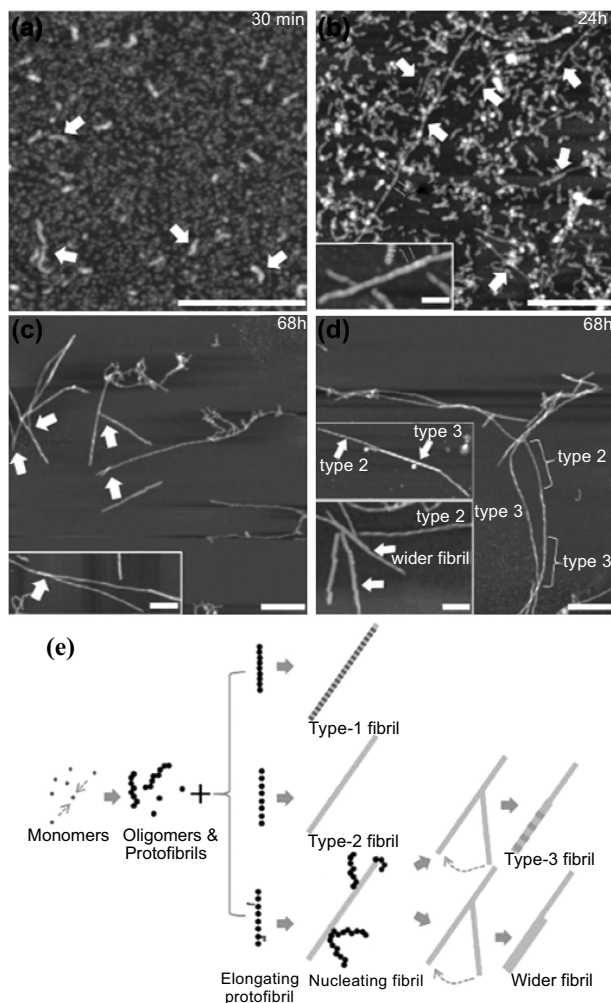 (a)
30 min
(b)
24h
(c)
68h
(d)
68h
type 3
type 2
type 2
wider fibril
type 2
type 3
type 3
(e)
Type-1 fibril
Monomers
Oligomers &
Protofibrils
+
Type-2 fibril
Type-3 fibril
Elongating
protofibril
Nucleating fibril
Wider fibril